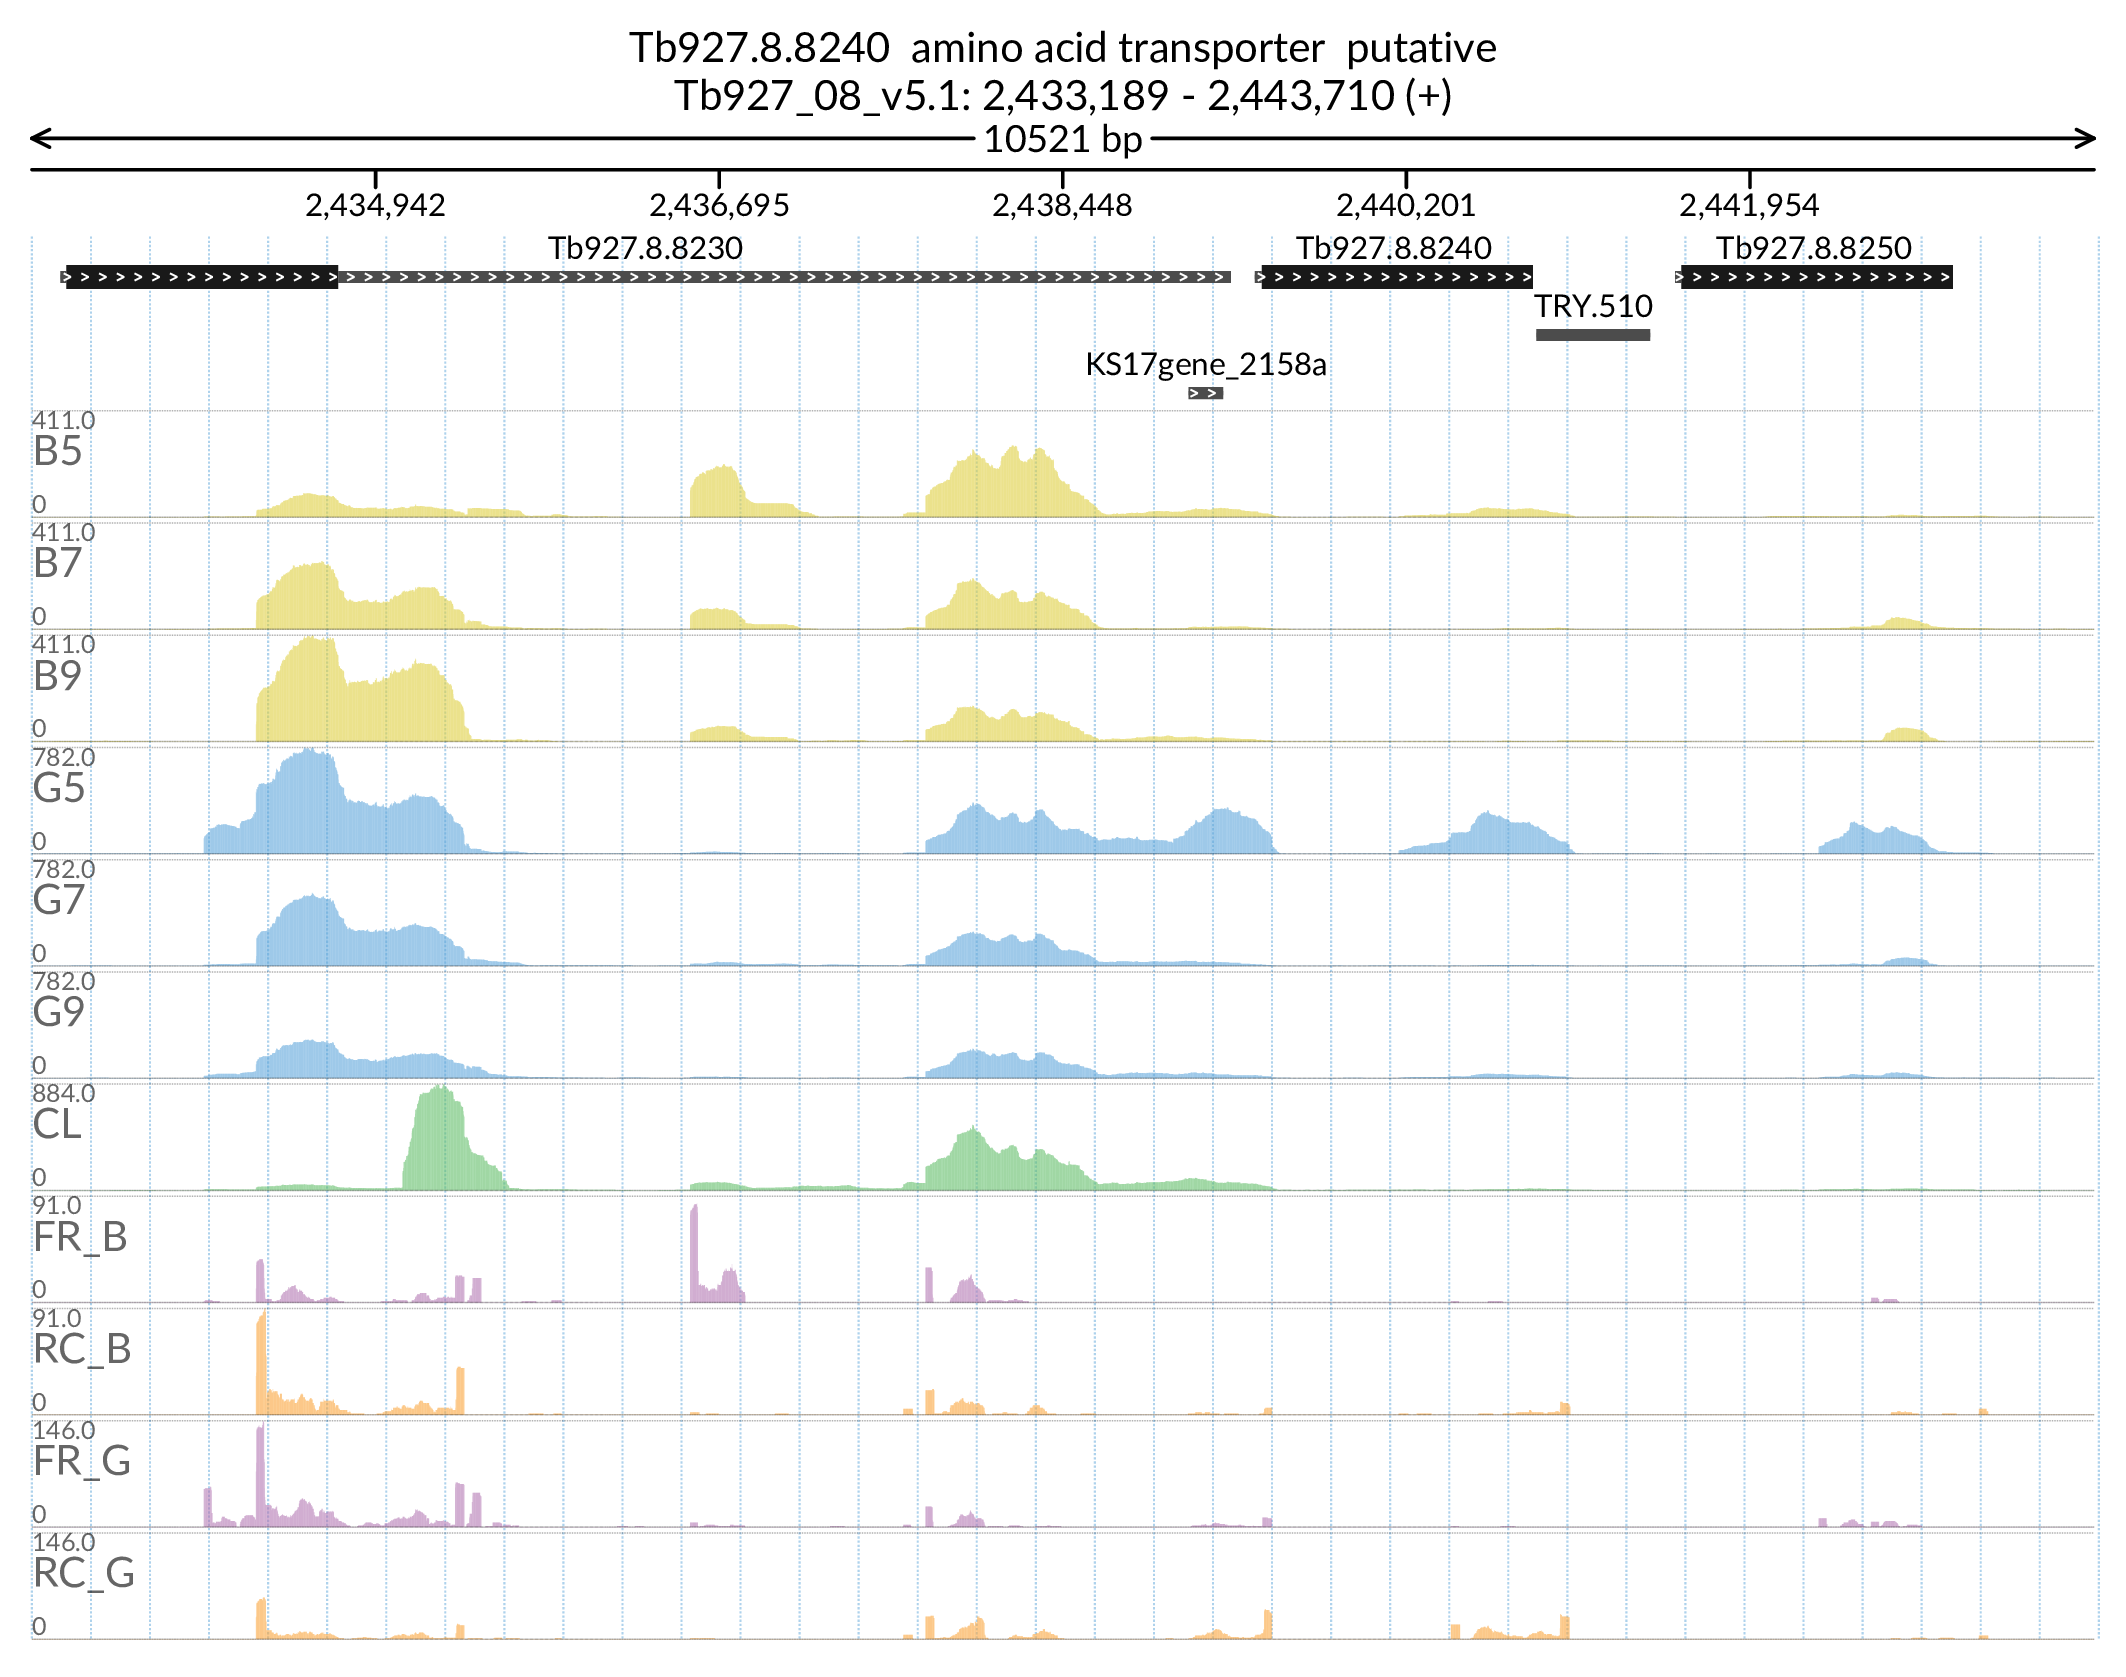 Tb927.8.8240 amino acid transporter putative
Tb927_08_v5.1: 2,433,189 - 2,443,710 (+)
10521 bp
2,434,942 2,436,695 2,438,448 2,440,201 2,441,954
Tb927.8.8230 Tb927.8.8240 Tb927.8.8250
TRY.510
KS17gene_2158a
411.0
B5
0
411.0
B7
0
411.0
B9
0
782.0
G5
0
782.0
G7
0
782.0
G9
0
884.0
CL
0
91.0
FR_B
0
91.0
RC_B
0
146.0
FR_G
0
146.0
RC_G
0